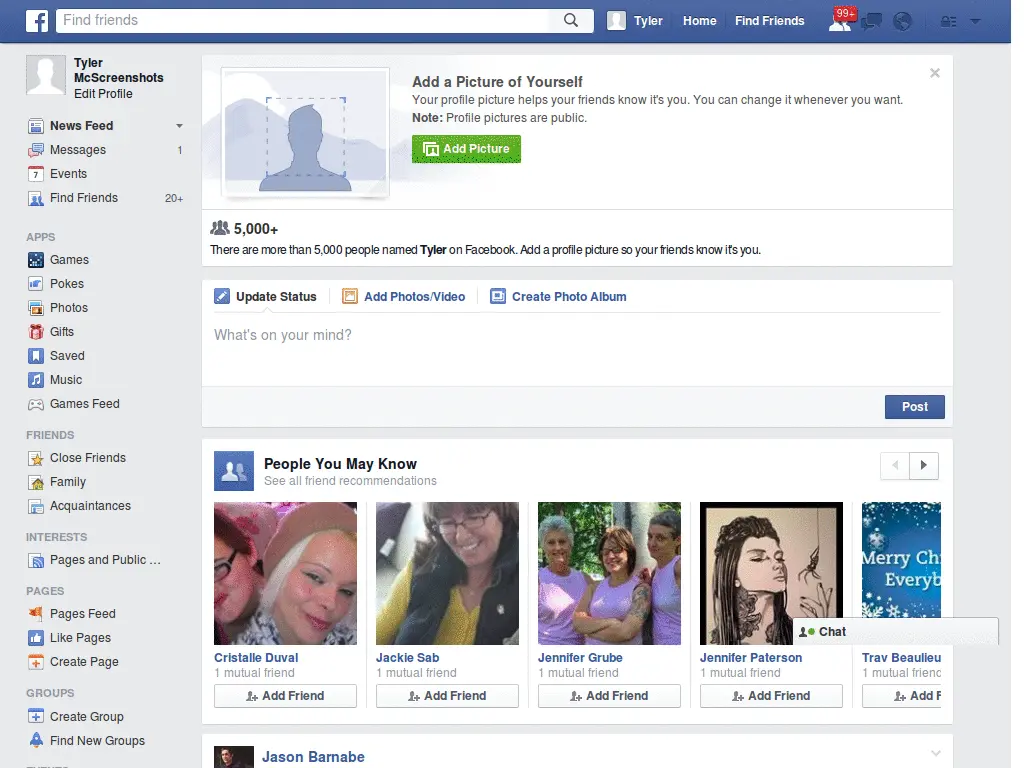 f
Find friends
Tyler
Home
Find Friends
99+
Tyler
McScreenshots
Edit Profile
News Feed
Messages 1
7 Events
Find Friends 20+
APPS
Games
Pokes
Photos
Gifts
Saved
Music
Games Feed
FRIENDS
Close Friends
Family
Acquaintances
INTERESTS
Pages and Public ...
PAGES
Pages Feed
Like Pages
Create Page
GROUPS
Create Group
Find New Groups
Add a Picture of Yourself
Your profile picture helps your friends know it's you. You can change it whenever you want.
Note: Profile pictures are public.
Add Picture
5,000+
There are more than 5,000 people named Tyler on Facebook. Add a profile picture so your friends know it's you.
Update Status Add Photos/Video Create Photo Album
What's on your mind?
Post
People You May Know
See all friend recommendations
Merry Ch
Everyb
Chat
Cristalle Duval Jackie Sab Jennifer Grube Jennifer Paterson Trav Beaulieu
1 mutual friend 1 mutual friend 1 mutual friend 1 mutual friend 1 mutual friend
Add Friend Add Friend Add Friend Add Friend Add F
Jason Barnabe